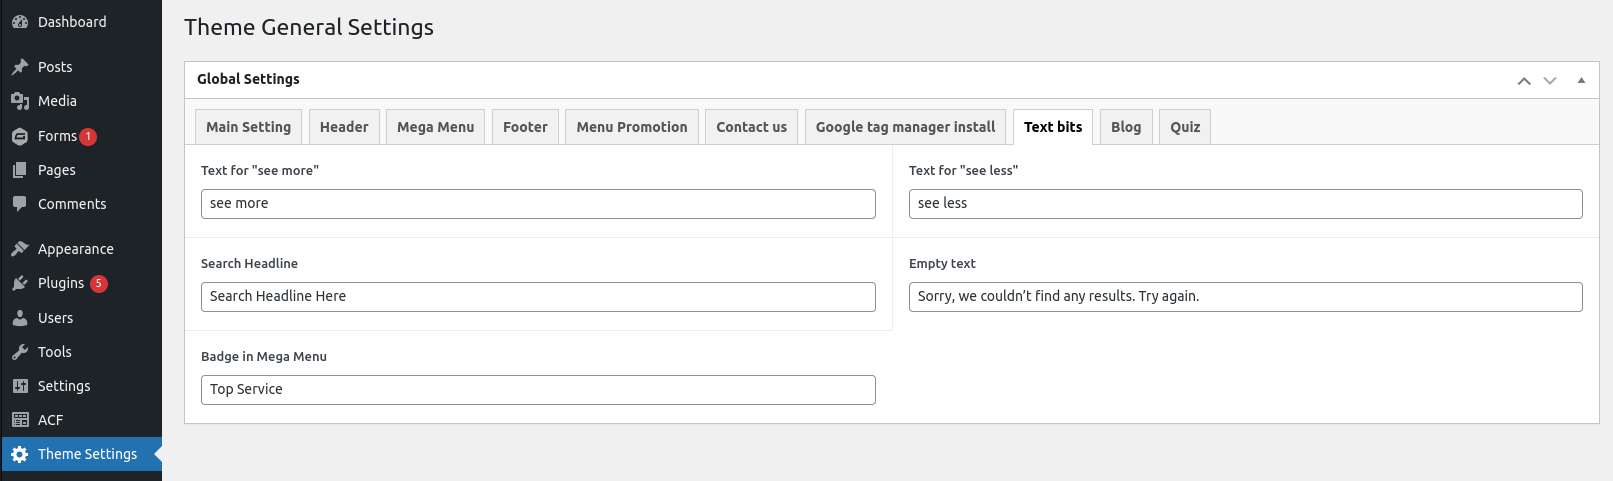 Dashboard
Posts
Media
Forms 1
Pages
Comments
Appearance
Plugins 5
Users
Tools
Settings
ACF
Theme Settings
Theme General Settings
Global Settings
Main Setting Header Mega Menu Footer Menu Promotion Contact us Google tag manager install Text bits Blog Quiz
Text for "see more" Text for "see less"
see more see less
Search Headline Empty text
Search Headline Here Sorry, we couldn’t find any results. Try again.
Badge in Mega Menu
Top Service